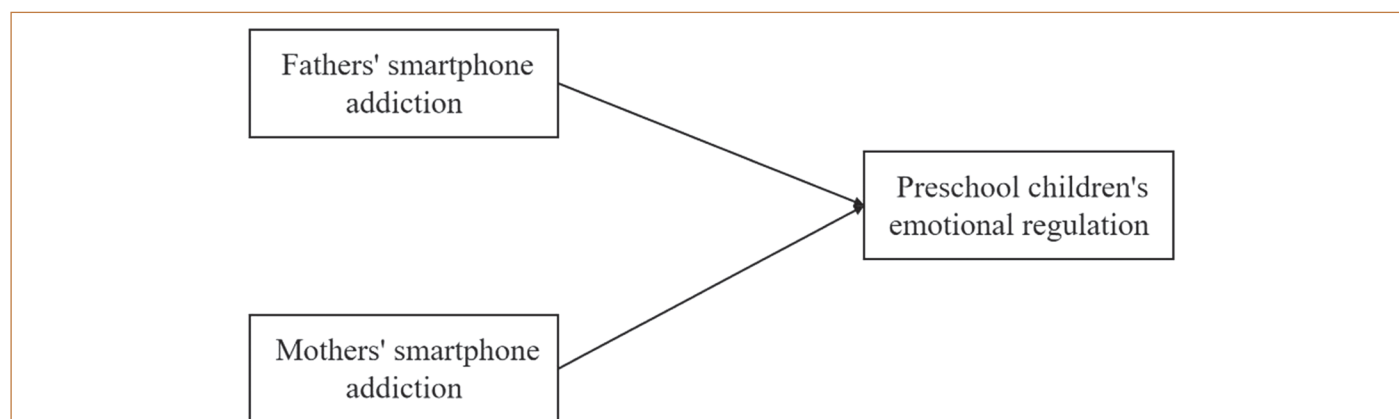 Fathers' smartphone
addiction
Preschool children's
emotional regulation
Mothers' smartphone
addiction